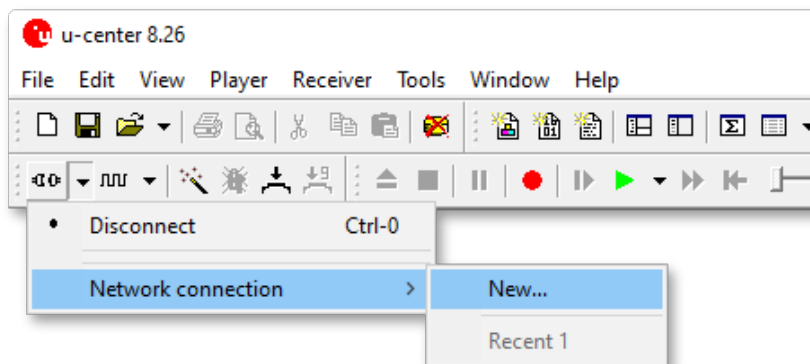 u-center 8.26
File Edit View Player Receiver Tools Window Help
Disconnect Ctrl-0
Network connection > New...
Recent 1